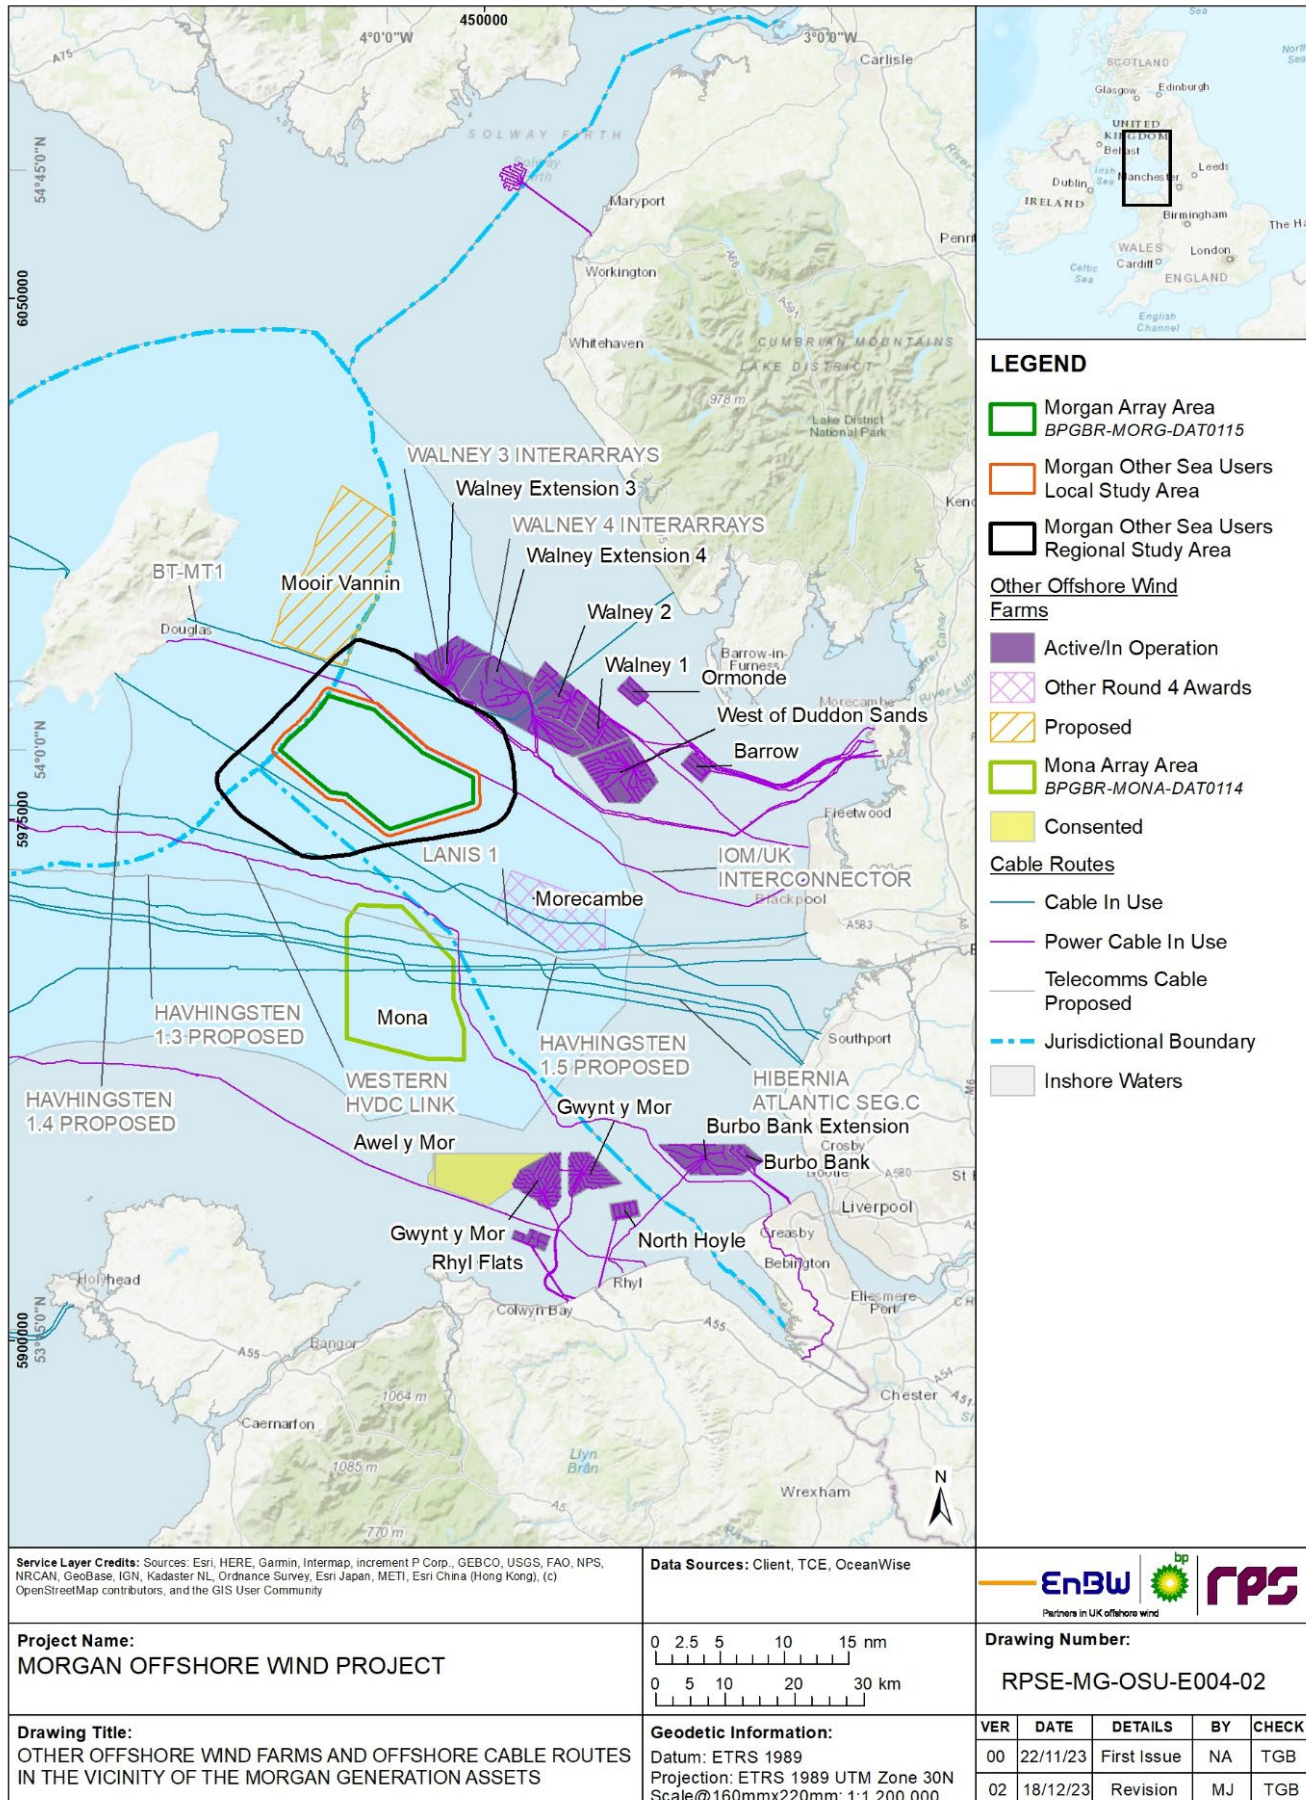 450000
4°0'0"W
3°0'0"W
A75
Carlisle
SOLWAY FIRTH
Solway
Firth
54°45'0"N
Maryport
Workington
A66
A591
6050000
Whitehaven
CUMBRIAN MOUNTAINS
LAKE DISTRICT
978 m
Lake District
National Park
WALNEY 3 INTERARRAYS
Walney Extension 3
WALNEY 4 INTERARRAYS
Walney Extension 4
BT-MT1
Mooir Vannin
Walney 2
Douglas
Walney 1
Barrow-in-
Furness
Ormonde
Morecambe
West of Duddon Sands
Barrow
54°0'0"N
5975000
Fleetwood
LANIS 1
IOM/UK
INTERCONNECTOR
Blackpool
Morecambe
A583
Mona
HAVHINGSTEN
1.3 PROPOSED
HAVHINGSTEN
1.5 PROPOSED
Southport
WESTERN
HVDC LINK
HAVHINGSTEN
1.4 PROPOSED
HIBERNIA
ATLANTIC SEG.C
Gwynt y Mor
Awel y Mor
Burbo Bank Extension
Crosby
Burbo Bank
Bootle
A580
Liverpool
Gwynt y Mor
North Hoyle
Greasby
Rhyl Flats
Bebington
Holyhead
Rhyl
Ellesmere
Port
Colwyn Bay
5900000
A55
Bangor
A55
A54
Chester
1064 m
Caernarfon
Llyn
Brân
1085 m
Wrexham
A5
770 m
N
SCOTLAND
Glasgow
Edinburgh
North
Sea
UNITED
KINGDOM
Belfast
Irish
Sea
Leeds
Manchester
Dublin
IRELAND
Birmingham
WALES
London
Cardiff
ENGLAND
Celtic
Sea
English
Channel
LEGEND
Morgan Array Area
BPGBR-MORG-DAT0115
Morgan Other Sea Users
Local Study Area
Morgan Other Sea Users
Regional Study Area
Other Offshore Wind
Farms
Active/In Operation
Other Round 4 Awards
Proposed
Mona Array Area
BPGBR-MONA-DAT0114
Consented
Cable Routes
Cable In Use
Power Cable In Use
Telecomms Cable
Proposed
Jurisdictional Boundary
Inshore Waters
Service Layer Credits: Sources: Esri, HERE, Garmin, Intermap, increment P Corp., GEBCO, USGS, FAO, NPS,
NRCAN, GeoBase, IGN, Kadaster NL, Ordnance Survey, Esri Japan, METI, Esri China (Hong Kong), (c)
OpenStreetMap contributors, and the GIS User Community
Data Sources: Client, TCE, OceanWise
EnBW
bp
rps
Partners in UK offshore wind
Project Name:
MORGAN OFFSHORE WIND PROJECT
0 2.5 5 10 15 nm
0 5 10 20 30 km
Drawing Number:
RPSE-MG-OSU-E004-02
Drawing Title:
OTHER OFFSHORE WIND FARMS AND OFFSHORE CABLE ROUTES
IN THE VICINITY OF THE MORGAN GENERATION ASSETS
Geodetic Information:
Datum: ETRS 1989
Projection: ETRS 1989 UTM Zone 30N
Scale@160mmx220mm: 1:1,200,000
VER DATE DETAILS BY CHECK
00 22/11/23 First Issue NA TGB
02 18/12/23 Revision MJ TGB